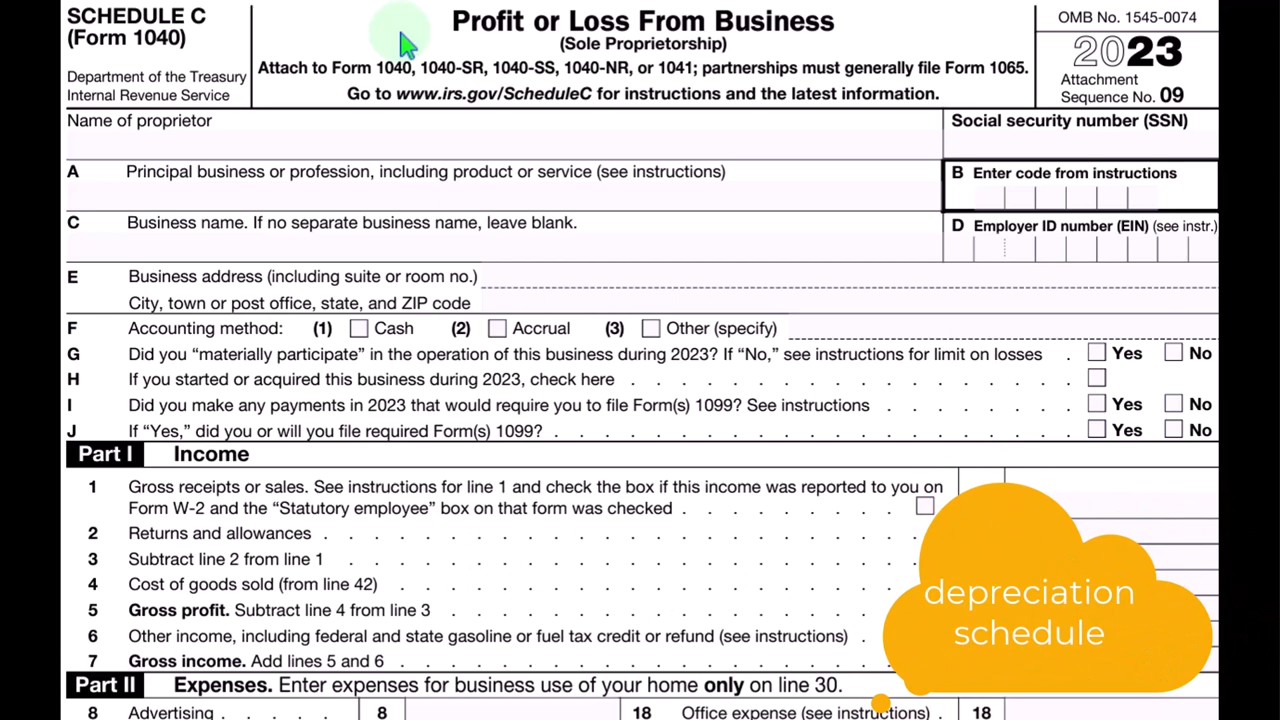 SCHEDULE C
(Form 1040)
Department of the Treasury
Internal Revenue Service
Profit or Loss From Business
(Sole Proprietorship)
Attach to Form 1040, 1040-SR, 1040-SS, 1040-NR, or 1041; partnerships must generally file Form 1065.
Go to www.irs.gov/ScheduleC for instructions and the latest information.
OMB No. 1545-0074
2023
Attachment
Sequence No. 09
Name of proprietor
Social security number (SSN)
A Principal business or profession, including product or service (see instructions)
B Enter code from instructions
C Business name. If no separate business name, leave blank.
D Employer ID number (EIN) (see instr.)
E Business address (including suite or room no.)
City, town or post office, state, and ZIP code
F Accounting method: (1) Cash (2) Accrual (3) Other (specify)
G Did you “materially participate” in the operation of this business during 2023? If “No,” see instructions for limit on losses . Yes No
H If you started or acquired this business during 2023, check here . . . . . . . . . . . . . . . . .
I Did you make any payments in 2023 that would require you to file Form(s) 1099? See instructions . . . . . . . Yes No
J If “Yes,” did you or will you file required Form(s) 1099? . . . . . . . . . . . . . . . . . . . Yes No
Part I Income
1 Gross receipts or sales. See instructions for line 1 and check the box if this income was reported to you on
Form W-2 and the “Statutory employee” box on that form was checked . . . . . . . . .
2 Returns and allowances . . . . . . . . . . . . . . . . . . . . .
3 Subtract line 2 from line 1 . . . . . . . . . . . . . . . . . . . .
4 Cost of goods sold (from line 42) . . . . . . . . . . . . . . . . . .
5 Gross profit. Subtract line 4 from line 3 . . . . . . . . . . . . . . . .
6 Other income, including federal and state gasoline or fuel tax credit or refund (see instructions) .
7 Gross income. Add lines 5 and 6 . . . . . . . . . . . . . . . . . .
depreciation
schedule
Part II Expenses. Enter expenses for business use of your home only on line 30.
8 Advertising . . . . . 8
18 Office expense (see instructions) . 18